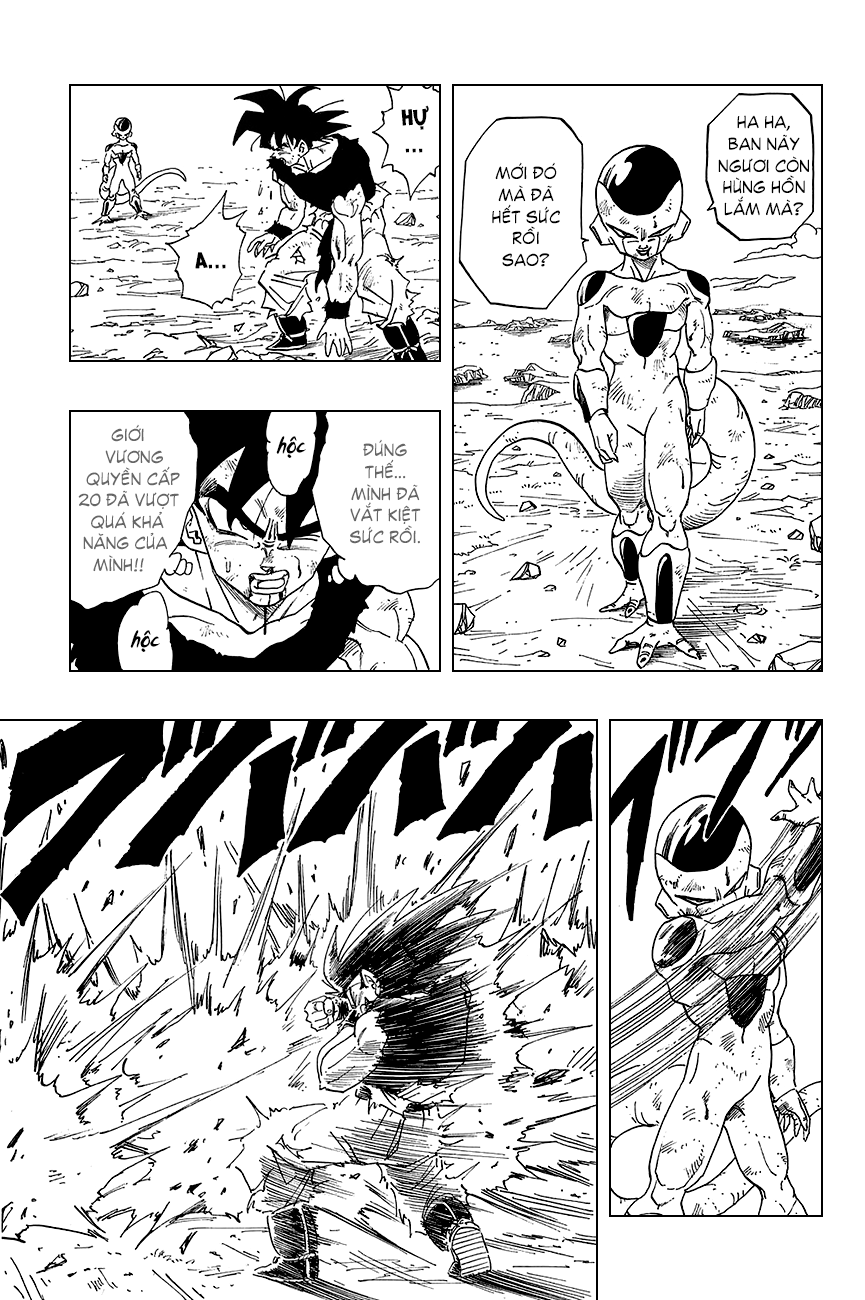 HA HA,
BAN NÃY
NGƯƠI CÒN
HÙNG HỒN
LẮM MÀ?
MỚI ĐÓ
MÀ ĐÃ
HẾT SỨC
RỒI
SAO?
HỰ
...
A...
ĐÚNG
THẾ...
MÌNH ĐÃ
VẮT KIỆT
SỨC RỒI.
hộc
GIỚI
VƯƠNG
QUYỀN CẤP
20 ĐÃ VƯỢT
QUÁ KHẢ
NĂNG CỦA
MÌNH!!
hộc